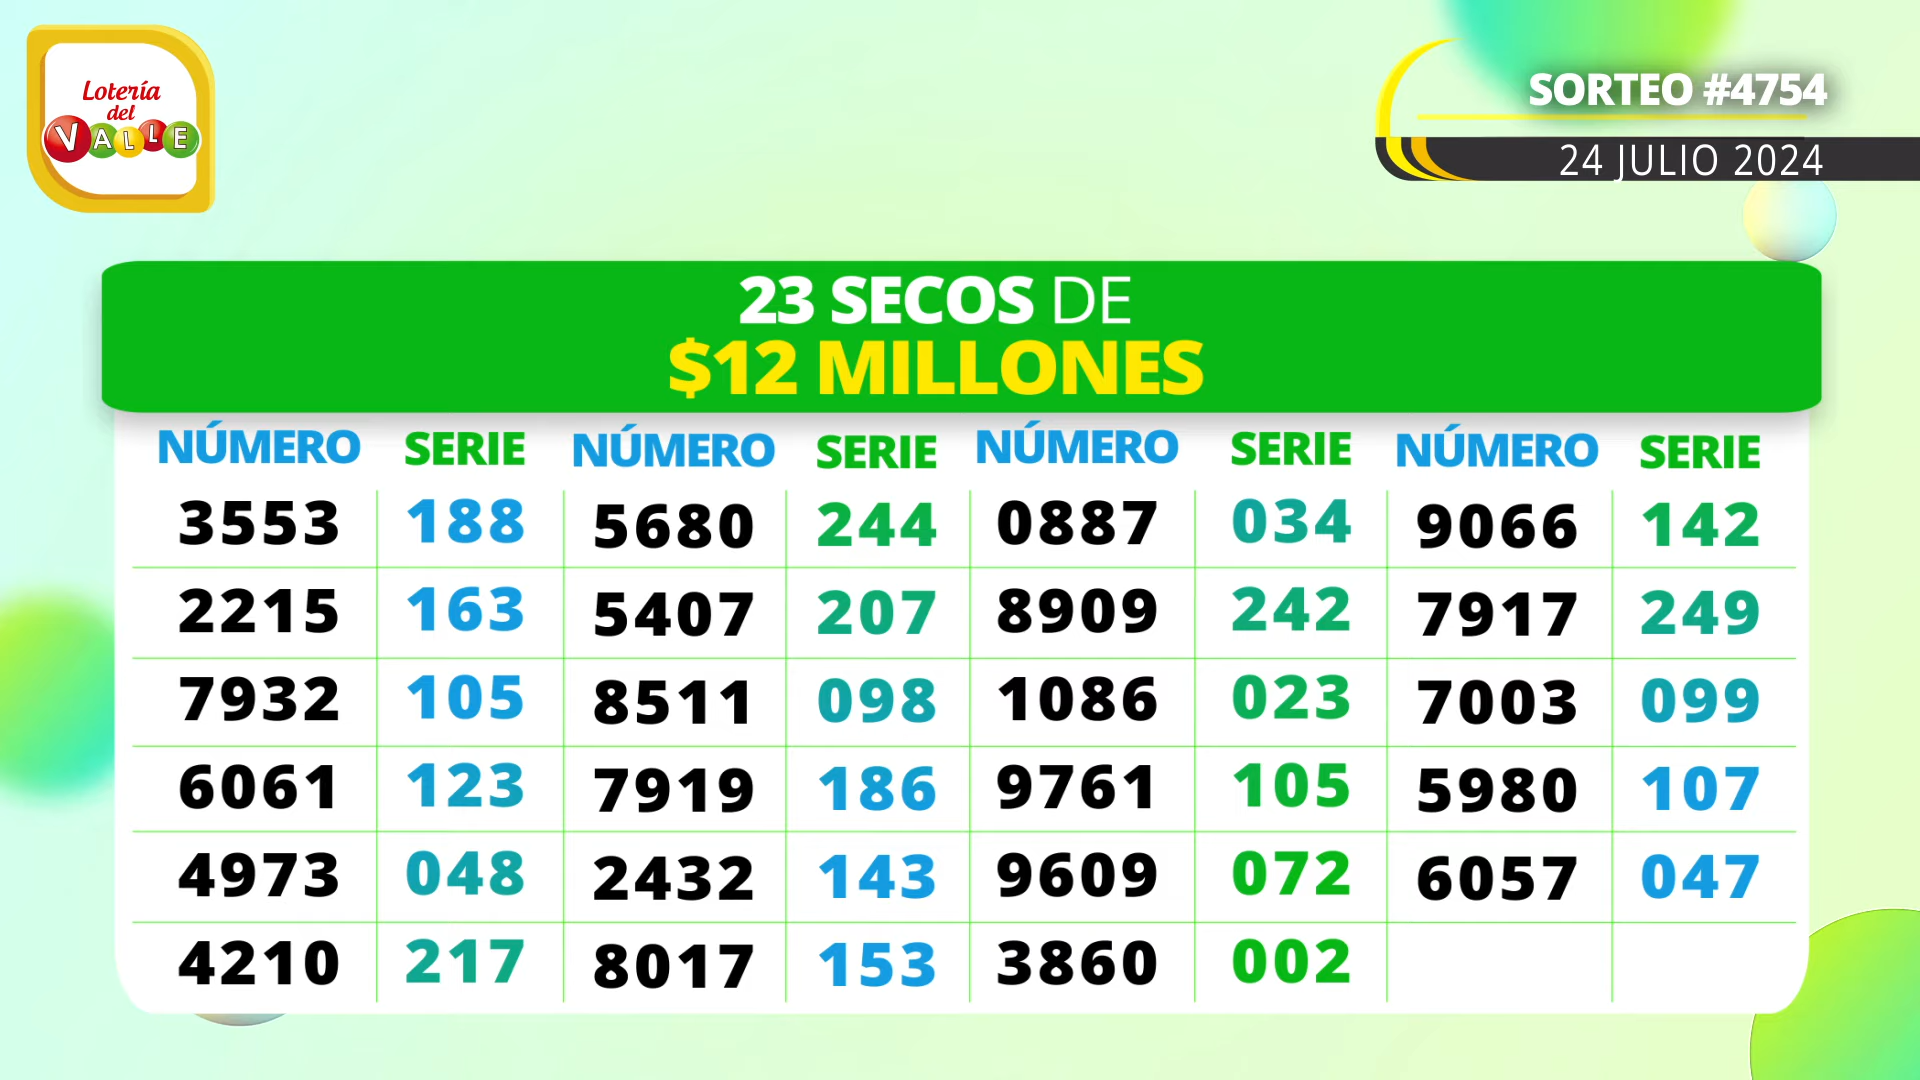 Lotería
del
VALLE
SORTEO #4754
24 JULIO 2024
23 SECOS DE
$12 MILLONES
NÚMERO SERIE NÚMERO SERIE NÚMERO SERIE NÚMERO SERIE
3553 188 5680 244 0887 034 9066 142
2215 163 5407 207 8909 242 7917 249
7932 105 8511 098 1086 023 7003 099
6061 123 7919 186 9761 105 5980 107
4973 048 2432 143 9609 072 6057 047
4210 217 8017 153 3860 002